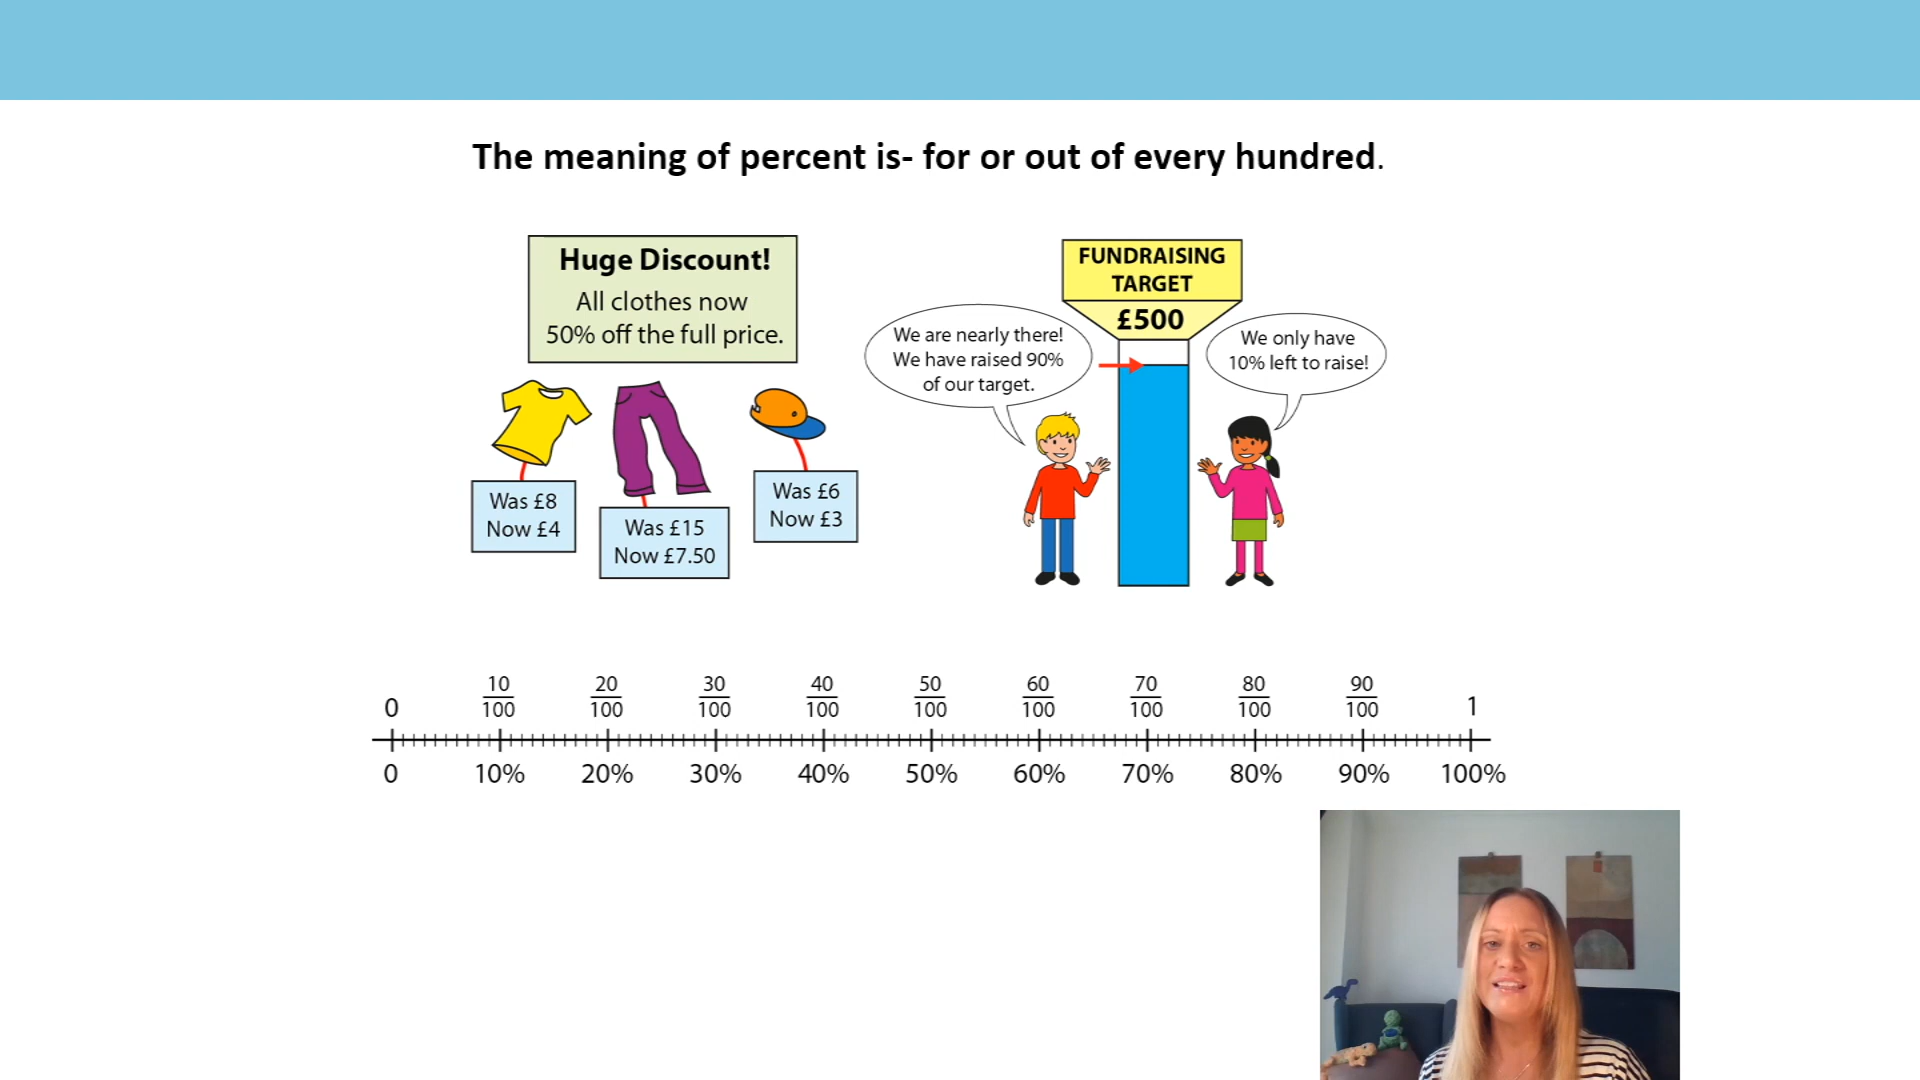 The meaning of percent is- for or out of every hundred.
Huge Discount!
All clothes now
50% off the full price.
Was £8
Now £4
Was £15
Now £7.50
Was £6
Now £3
FUNDRAISING
TARGET
£500
We are nearly there!
We have raised 90%
of our target.
We only have
10% left to raise!
0 10/100 20/100 30/100 40/100 50/100 60/100 70/100 80/100 90/100 1
0 10% 20% 30% 40% 50% 60% 70% 80% 90% 100%